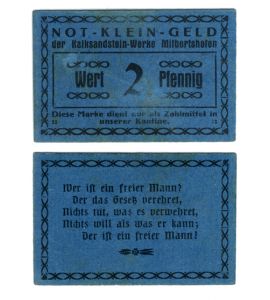 NOT-KLEIN-GELD
der Kalksandstein-Werke Milbertshofen
Wert 2 Pfennig
Diese Marke dient nur als Zahlmittel in
" unserer Kantine. "
Wer ist ein freier Mann?
Der das Gesetz verehret,
Nichts tut, was es verwehret,
Nichts will als was er kann;
Der ist ein freier Mann!